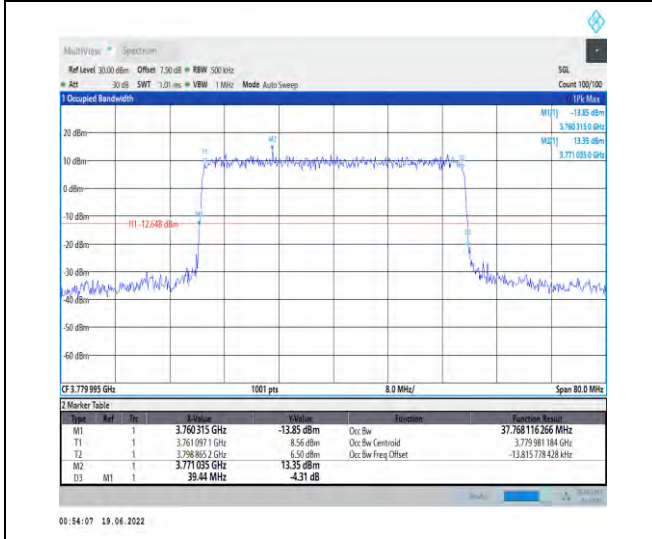 MultiView Spectrum
Ref Level 30.00 dBm Offset 7.90 dB RBW 500 kHz SGL
Att 30 dB SWT 1.01 ms VBW 1 MHz Mode Auto Sweep Count 100/100
1 Occupied Bandwidth 1Pk Max
M1[1] -13.85 dBm
3.760 315 0 GHz
M2[1] 13.35 dBm
3.771 035 0 GHz
20 dBm
M2
T1
10 dBm
0 dBm
-10 dBm
M1
H1 -12.648 dBm
-20 dBm
-30 dBm
-40 dBm
-50 dBm
-60 dBm
CF 3.779 995 GHz 1001 pts 8.0 MHz/ Span 80.0 MHz
2 Marker Table
Type Ref Trc X-Value Y-Value Function Function Result
M1 1 3.760 315 GHz -13.85 dBm Occ Bw 37.768 116 266 MHz
T1 1 3.761 097 1 GHz 8.56 dBm Occ Bw Centroid 3.779 981 184 GHz
T2 1 3.798 865 2 GHz 6.50 dBm Occ Bw Freq Offset -13.815 778 428 kHz
M2 1 3.771 035 GHz 13.35 dBm
D3 M1 1 39.44 MHz -4.31 dB
00:54:07 19.06.2022